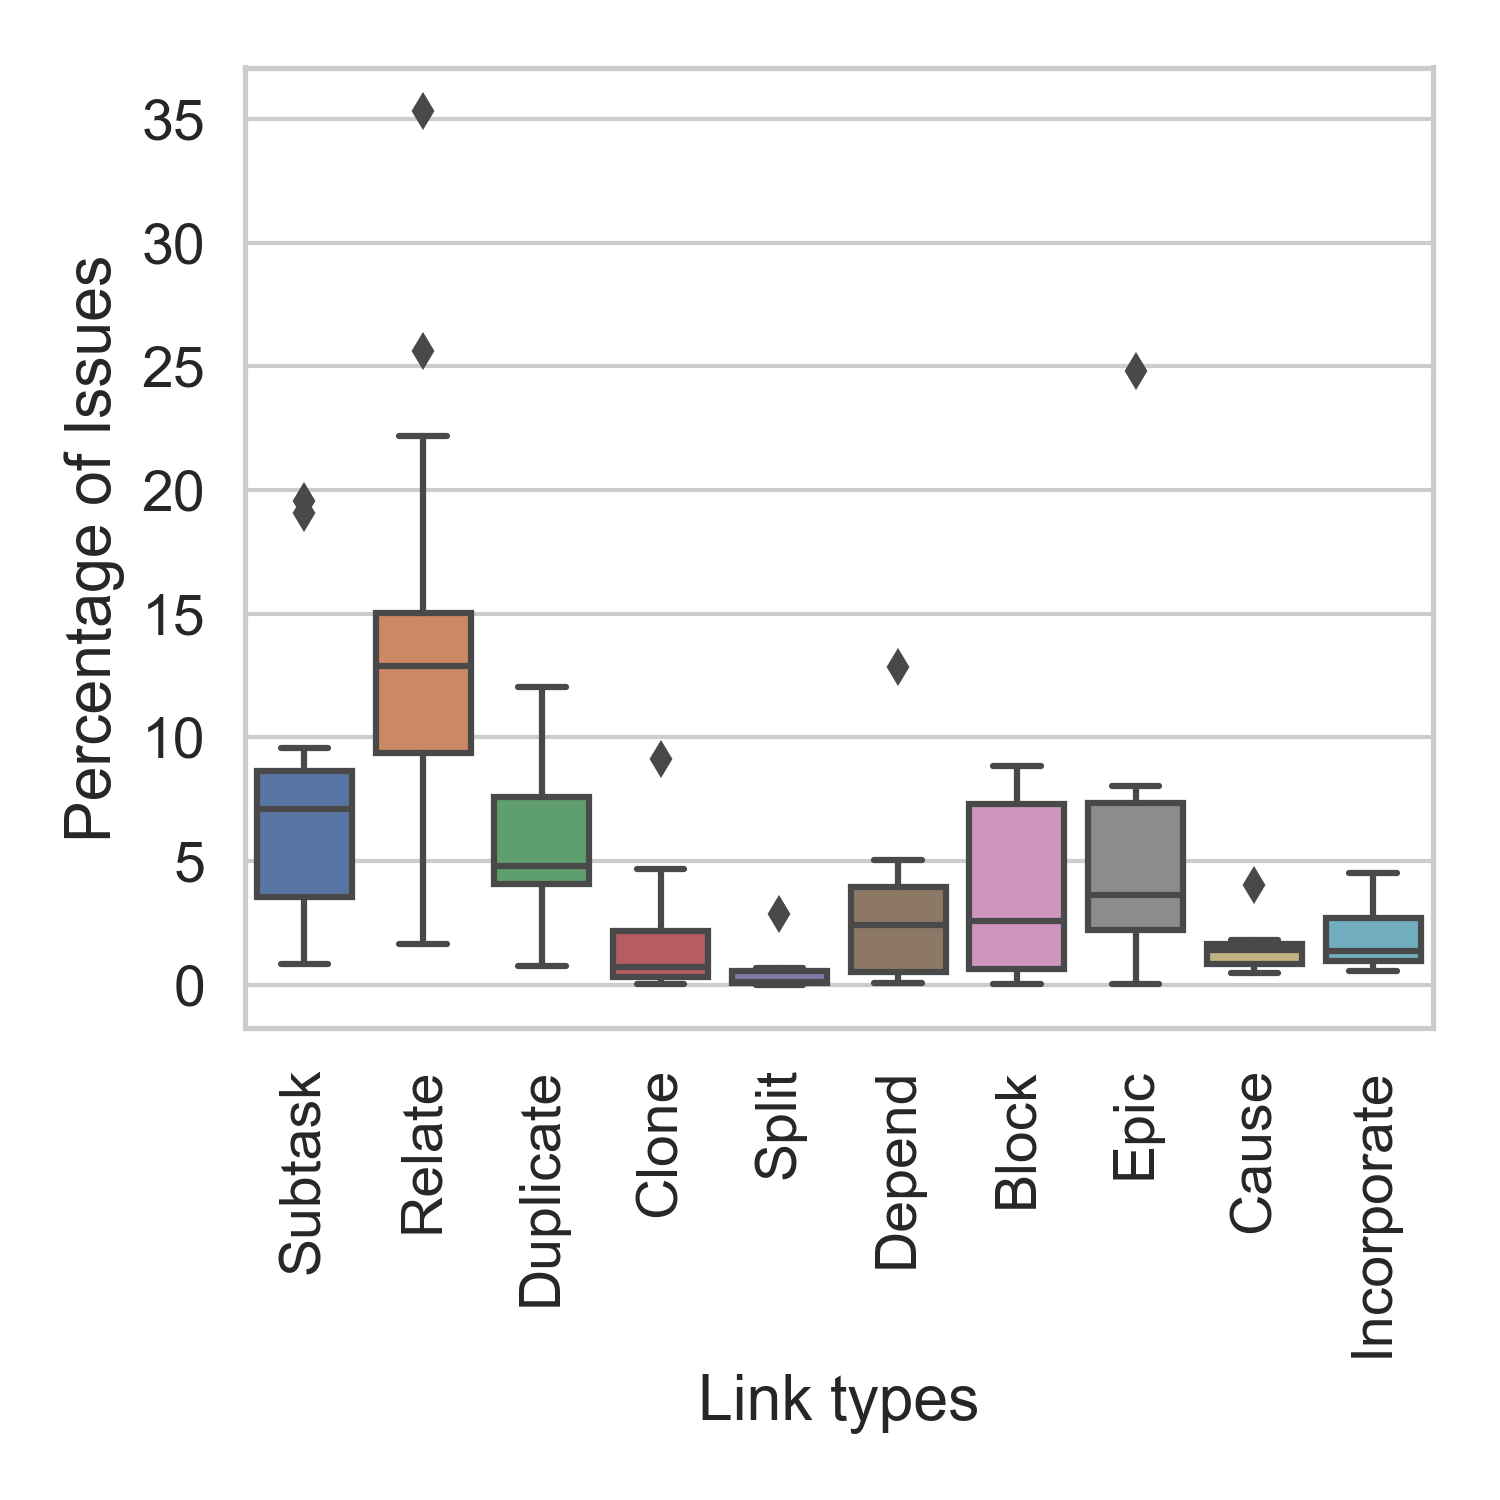 Percentage of Issues
35
30
25
20
15
10
5
0
Subtask
Relate
Duplicate
Clone
Split
Depend
Block
Epic
Cause
Incorporate
Link types